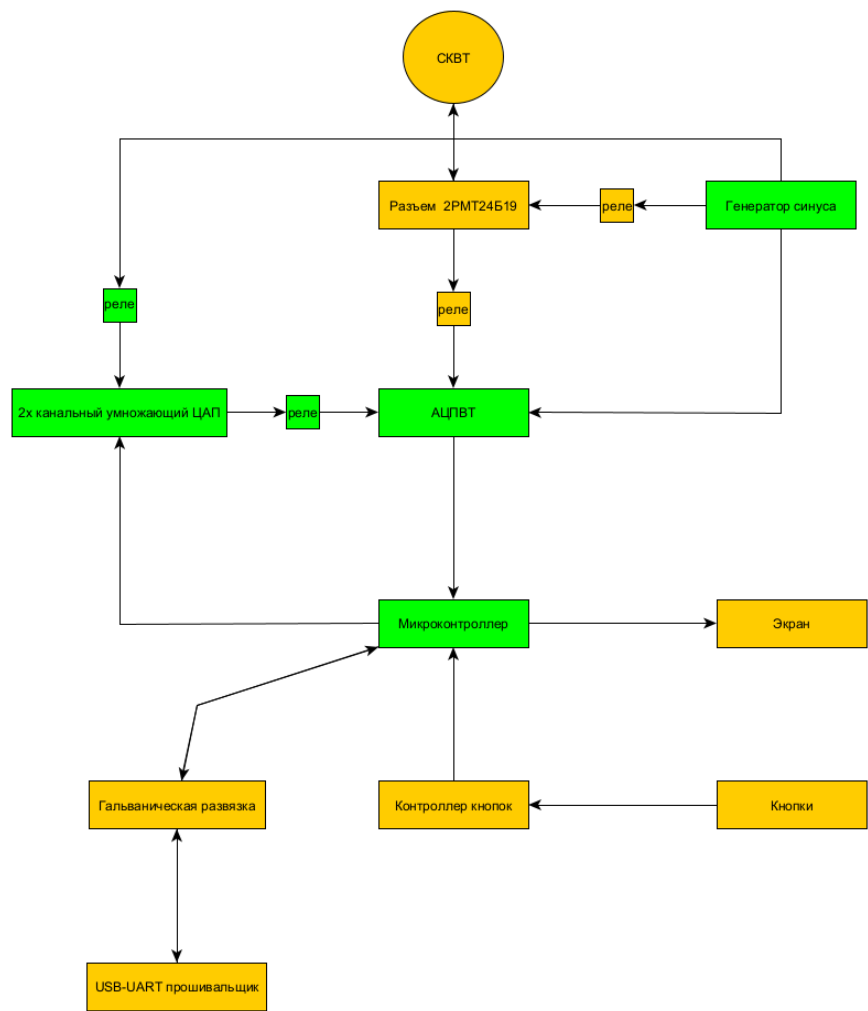 СКВТ
Разъем 2РМТ24Б19
реле
Генератор синуса
реле
реле
2х канальный умножающий ЦАП
реле
АЦПВТ
Микроконтроллер
Экран
Гальваническая развязка
Контроллер кнопок
Кнопки
USB-UART прошивальщик